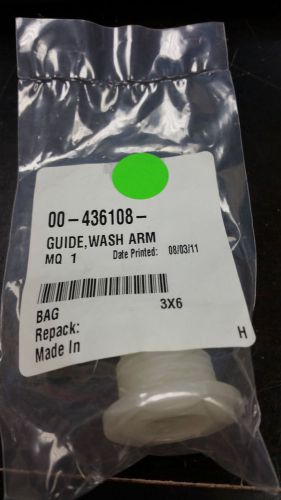 00-436108-
GUIDE,WASH ARM
MQ 1 Date Printed: 08/03/11
BAG 3X6
Repack:
Made In H